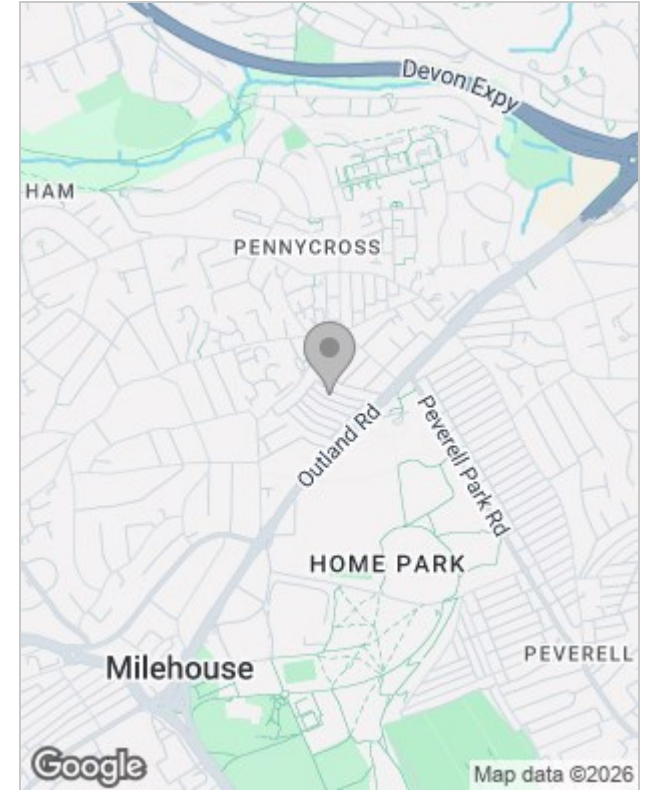 Devon Expy
HAM
PENNYCROSS
Outland Rd
Peverell Park Rd
HOME PARK
PEVERELL
Milehouse
Google
Map data ©2026